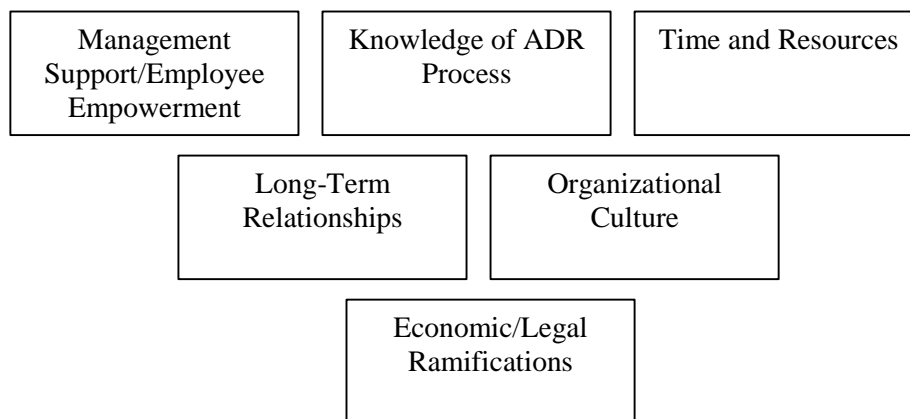 Management
Support/Employee
Empowerment
Knowledge of ADR
Process
Time and Resources
Long-Term
Relationships
Organizational
Culture
Economic/Legal
Ramifications